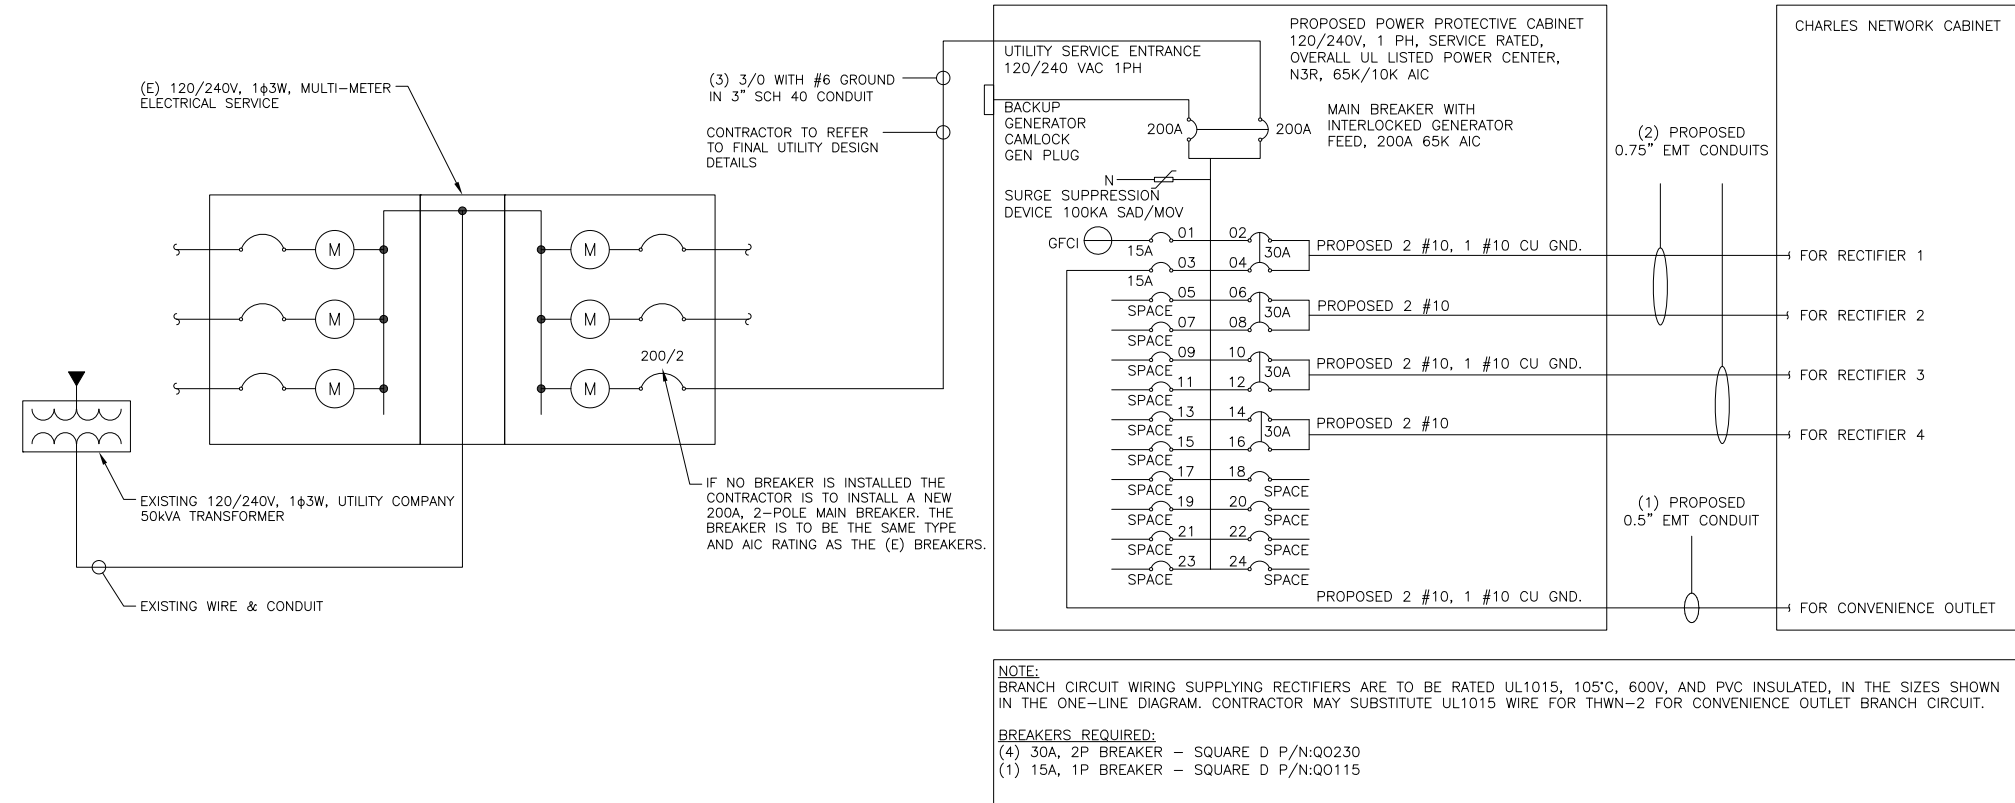 (E) 120/240V, 1ϕ3W, MULTI-METER
ELECTRICAL SERVICE
(3) 3/0 WITH #6 GROUND
IN 3" SCH 40 CONDUIT
CONTRACTOR TO REFER
TO FINAL UTILITY DESIGN
DETAILS
M
M
M
M
M
M
200/2
EXISTING 120/240V, 1ϕ3W, UTILITY COMPANY
50kVA TRANSFORMER
EXISTING WIRE & CONDUIT
IF NO BREAKER IS INSTALLED THE
CONTRACTOR IS TO INSTALL A NEW
200A, 2-POLE MAIN BREAKER. THE
BREAKER IS TO BE THE SAME TYPE
AND AIC RATING AS THE (E) BREAKERS.
UTILITY SERVICE ENTRANCE
120/240 VAC 1PH
PROPOSED POWER PROTECTIVE CABINET
120/240V, 1 PH, SERVICE RATED,
OVERALL UL LISTED POWER CENTER,
N3R, 65K/10K AIC
BACKUP
GENERATOR
CAMLOCK
GEN PLUG
200A
200A
MAIN BREAKER WITH
INTERLOCKED GENERATOR
FEED, 200A 65K AIC
N
SURGE SUPPRESSION
DEVICE 100KA SAD/MOV
GFCI
15A
01
02
30A
PROPOSED 2 #10, 1 #10 CU GND.
15A
03
04
SPACE
05
06
30A
PROPOSED 2 #10
SPACE
07
08
SPACE
09
10
30A
PROPOSED 2 #10, 1 #10 CU GND.
SPACE
11
12
SPACE
13
14
30A
PROPOSED 2 #10
SPACE
15
16
SPACE
17
18
SPACE
SPACE
19
20
SPACE
SPACE
21
22
SPACE
SPACE
23
24
SPACE
PROPOSED 2 #10, 1 #10 CU GND.
(2) PROPOSED
0.75" EMT CONDUITS
(1) PROPOSED
0.5" EMT CONDUIT
CHARLES NETWORK CABINET
FOR RECTIFIER 1
FOR RECTIFIER 2
FOR RECTIFIER 3
FOR RECTIFIER 4
FOR CONVENIENCE OUTLET
NOTE:
BRANCH CIRCUIT WIRING SUPPLYING RECTIFIERS ARE TO BE RATED UL1015, 105°C, 600V, AND PVC INSULATED, IN THE SIZES SHOWN
IN THE ONE-LINE DIAGRAM. CONTRACTOR MAY SUBSTITUTE UL1015 WIRE FOR THWN-2 FOR CONVENIENCE OUTLET BRANCH CIRCUIT.
BREAKERS REQUIRED:
(4) 30A, 2P BREAKER - SQUARE D P/N:QO230
(1) 15A, 1P BREAKER - SQUARE D P/N:QO115